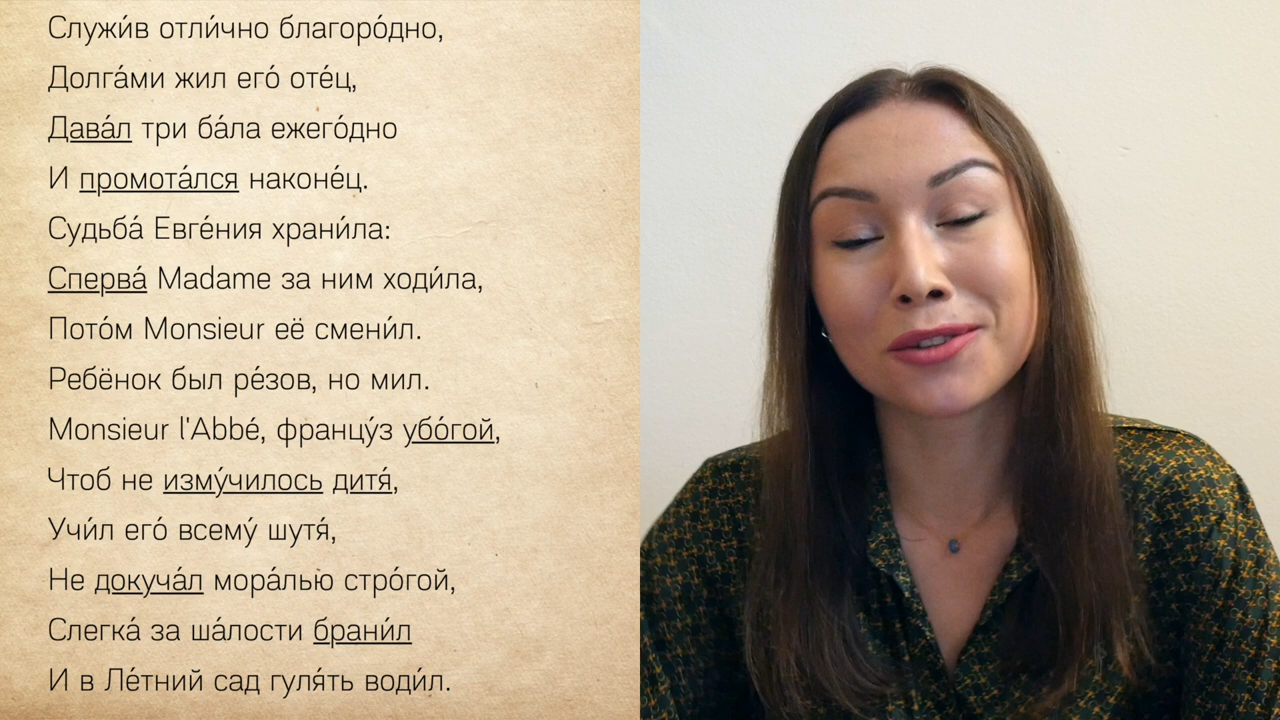 Служи́в отли́чно благоро́дно,
Долга́ми жил его́ оте́ц,
Дава́л три ба́ла ежего́дно
И промота́лся наконе́ц.
Судьба́ Евге́ния храни́ла:
Сперва́ Madame за ним ходи́ла,
Пото́м Monsieur её смени́л.
Ребёнок был ре́зов, но мил.
Monsieur l'Abbé, францу́з убо́гой,
Чтоб не изму́чилось дитя́,
Учи́л его́ всему́ шутя́,
Не докуча́л мора́лью стро́гой,
Слегка́ за ша́лости брани́л
И в Ле́тний сад гуля́ть води́л.